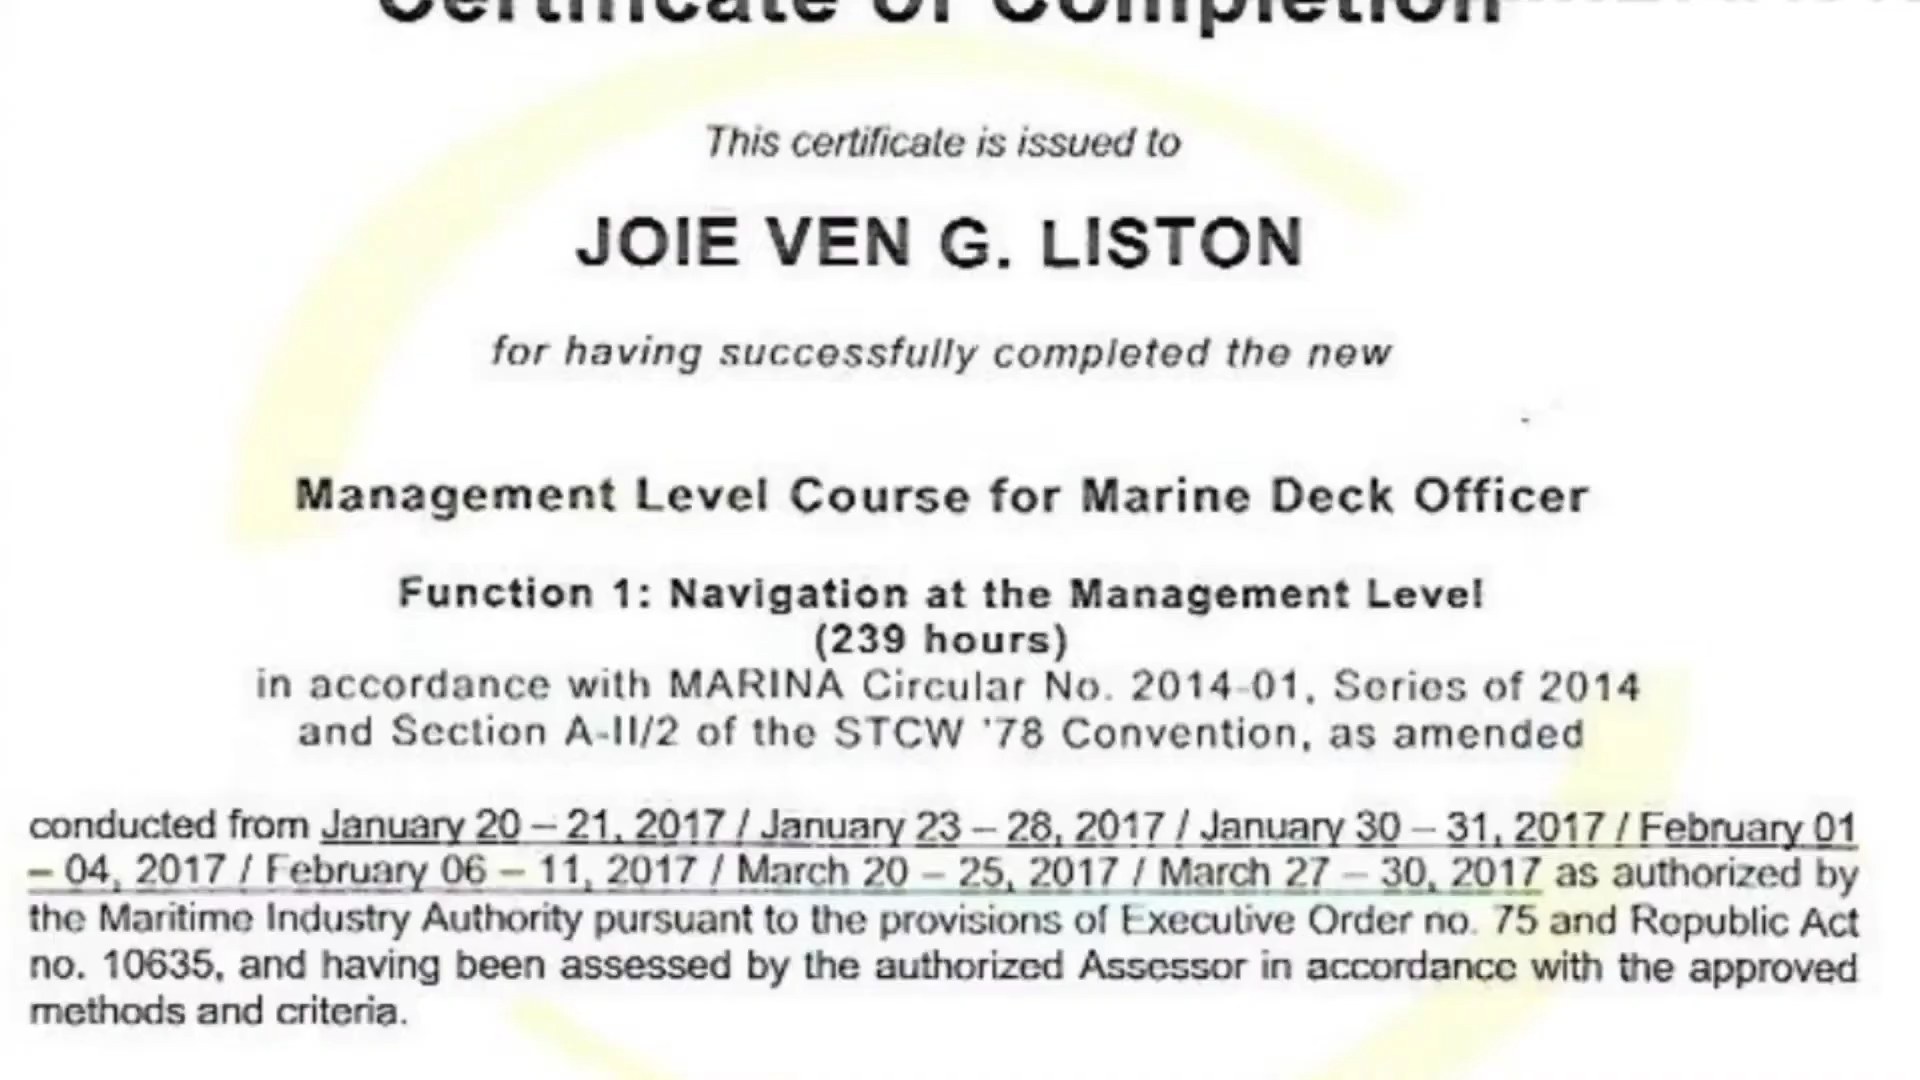 Certificate of Completion
This certificate is issued to
JOIE VEN G. LISTON
for having successfully completed the new
Management Level Course for Marine Deck Officer
Function 1: Navigation at the Management Level
(239 hours)
in accordance with MARINA Circular No. 2014-01, Series of 2014
and Section A-II/2 of the STCW '78 Convention, as amended
conducted from January 20 – 21, 2017 / January 23 – 28, 2017 / January 30 – 31, 2017 / February 01
– 04, 2017 / February 06 – 11, 2017 / March 20 – 25, 2017 / March 27 – 30, 2017 as authorized by
the Maritime Industry Authority pursuant to the provisions of Executive Order no. 75 and Republic Act
no. 10635, and having been assessed by the authorized Assessor in accordance with the approved
methods and criteria.